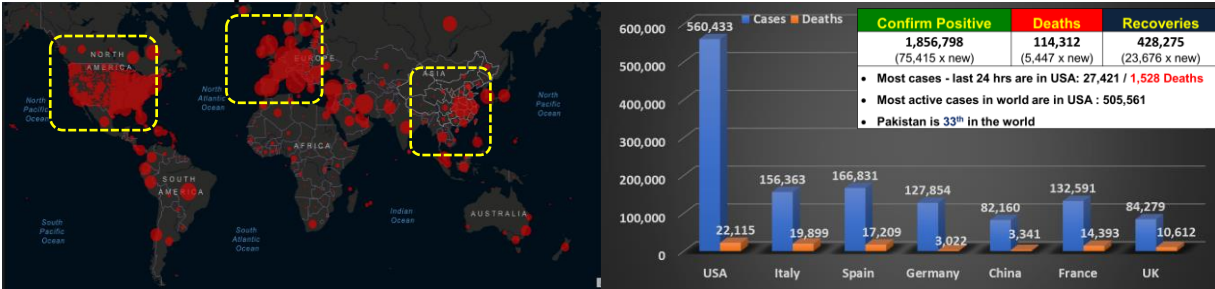 NORTH
AMERICA
EUROPE
ASIA
North
Pacific
Ocean
North
Atlantic
Ocean
North
Pacific
Ocean
AFRICA
SOUTH
AMERICA
Indian
Ocean
AUSTRALIA
South
Pacific
Ocean
South
Atlantic
Ocean
Cases Deaths
600,000
500,000
400,000
300,000
200,000
100,000
0
560,433
22,115
156,363
19,899
166,831
17,209
127,854
3,022
82,160
3,341
132,591
14,393
84,279
10,612
USA Italy Spain Germany China France UK
Confirm Positive Deaths Recoveries
1,856,798 114,312 428,275
(75,415 x new) (5,447 x new) (23,676 x new)
• Most cases - last 24 hrs are in USA: 27,421 / 1,528 Deaths
• Most active cases in world are in USA : 505,561
• Pakistan is 33th in the world